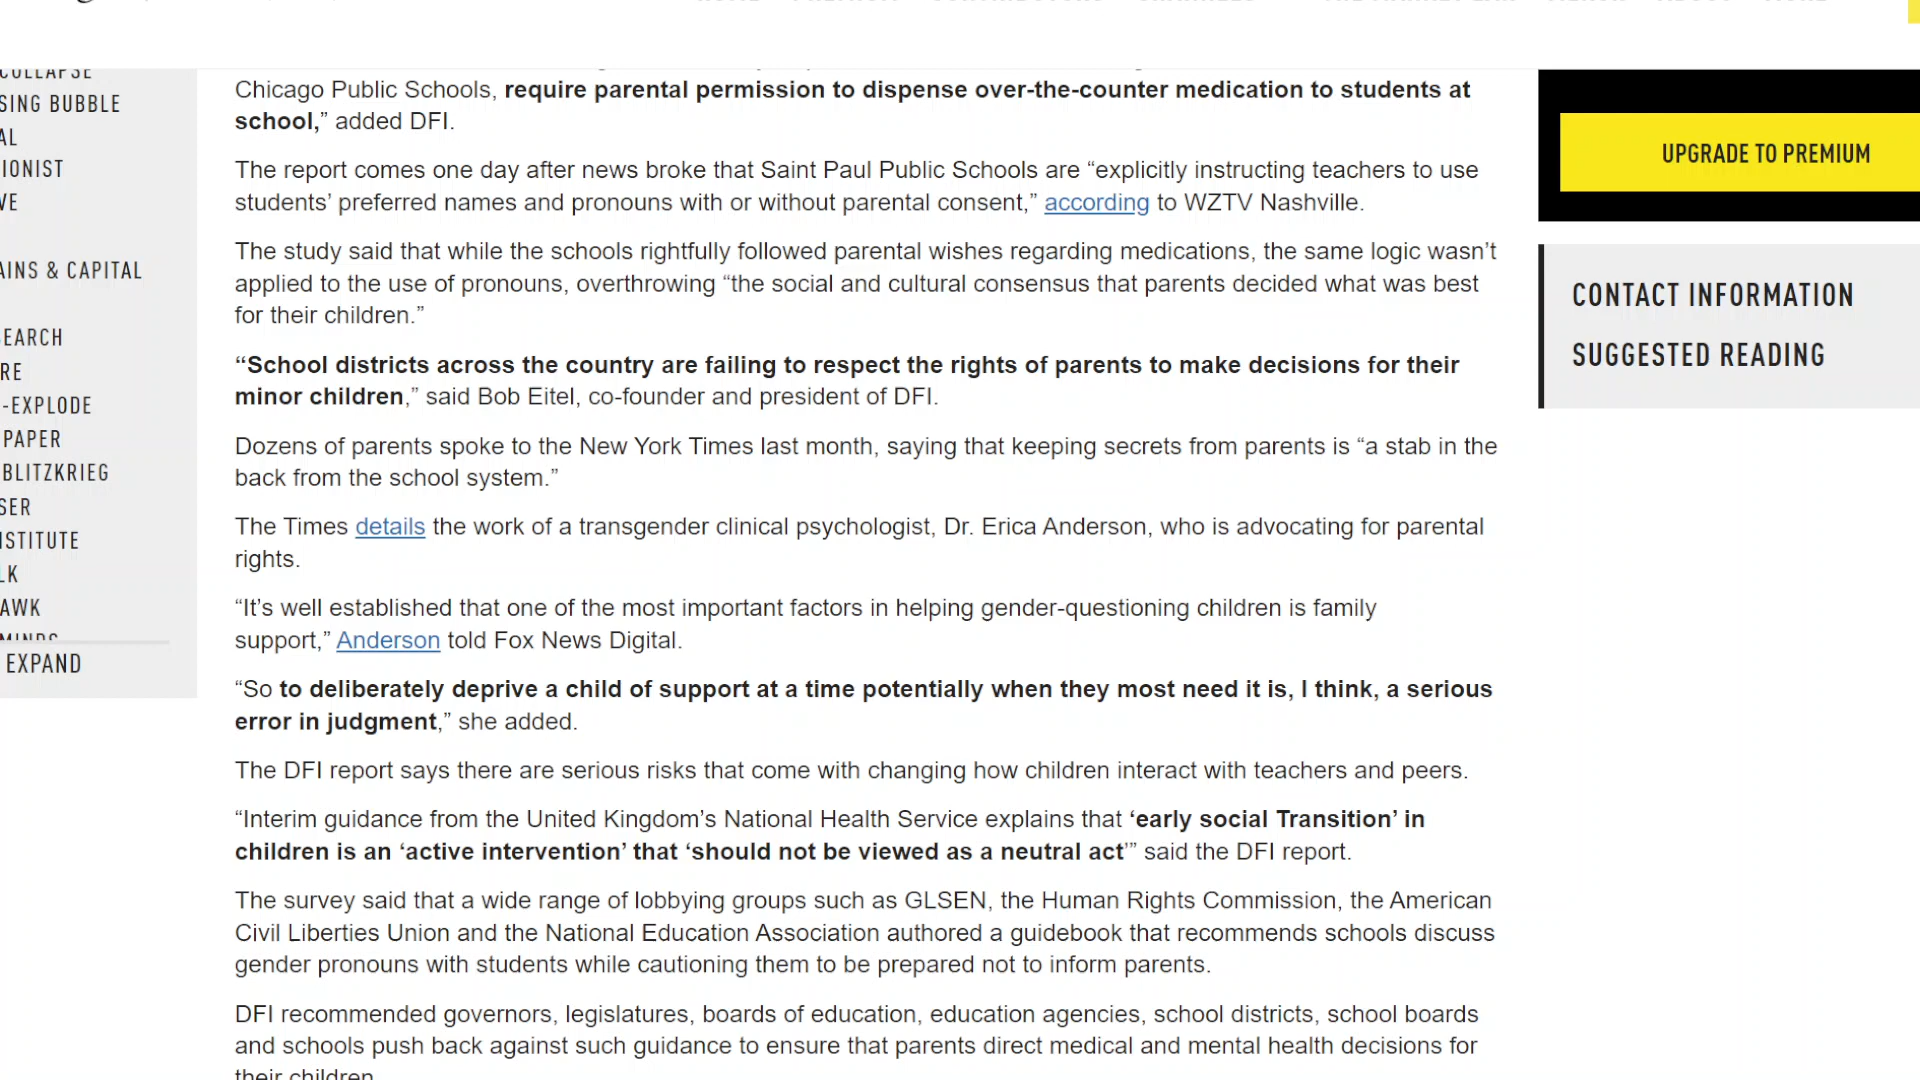 COLLAPSE
SING BUBBLE
AL
IONIST
VE
AINS & CAPITAL
SEARCH
RE
-EXPLODE
PAPER
BLITZKRIEG
SER
NSTITUTE
LK
AWK
MINDS
EXPAND
Chicago Public Schools, require parental permission to dispense over-the-counter medication to students at
school,” added DFI.
The report comes one day after news broke that Saint Paul Public Schools are “explicitly instructing teachers to use
students’ preferred names and pronouns with or without parental consent,” according to WZTV Nashville.
The study said that while the schools rightfully followed parental wishes regarding medications, the same logic wasn’t
applied to the use of pronouns, overthrowing “the social and cultural consensus that parents decided what was best
for their children.”
“School districts across the country are failing to respect the rights of parents to make decisions for their
minor children,” said Bob Eitel, co-founder and president of DFI.
Dozens of parents spoke to the New York Times last month, saying that keeping secrets from parents is “a stab in the
back from the school system.”
The Times details the work of a transgender clinical psychologist, Dr. Erica Anderson, who is advocating for parental
rights.
“It’s well established that one of the most important factors in helping gender-questioning children is family
support,” Anderson told Fox News Digital.
“So to deliberately deprive a child of support at a time potentially when they most need it is, I think, a serious
error in judgment,” she added.
The DFI report says there are serious risks that come with changing how children interact with teachers and peers.
“Interim guidance from the United Kingdom’s National Health Service explains that ‘early social Transition’ in
children is an ‘active intervention’ that ‘should not be viewed as a neutral act’” said the DFI report.
The survey said that a wide range of lobbying groups such as GLSEN, the Human Rights Commission, the American
Civil Liberties Union and the National Education Association authored a guidebook that recommends schools discuss
gender pronouns with students while cautioning them to be prepared not to inform parents.
DFI recommended governors, legislatures, boards of education, education agencies, school districts, school boards
and schools push back against such guidance to ensure that parents direct medical and mental health decisions for
their children
UPGRADE TO PREMIUM
CONTACT INFORMATION
SUGGESTED READING